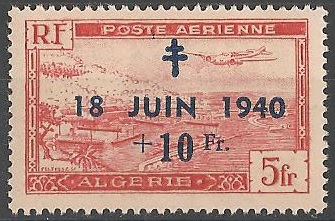 RF POSTE AERIENNE
18 JUIN 1940
+10 Fr.
ALGERIE 5fr